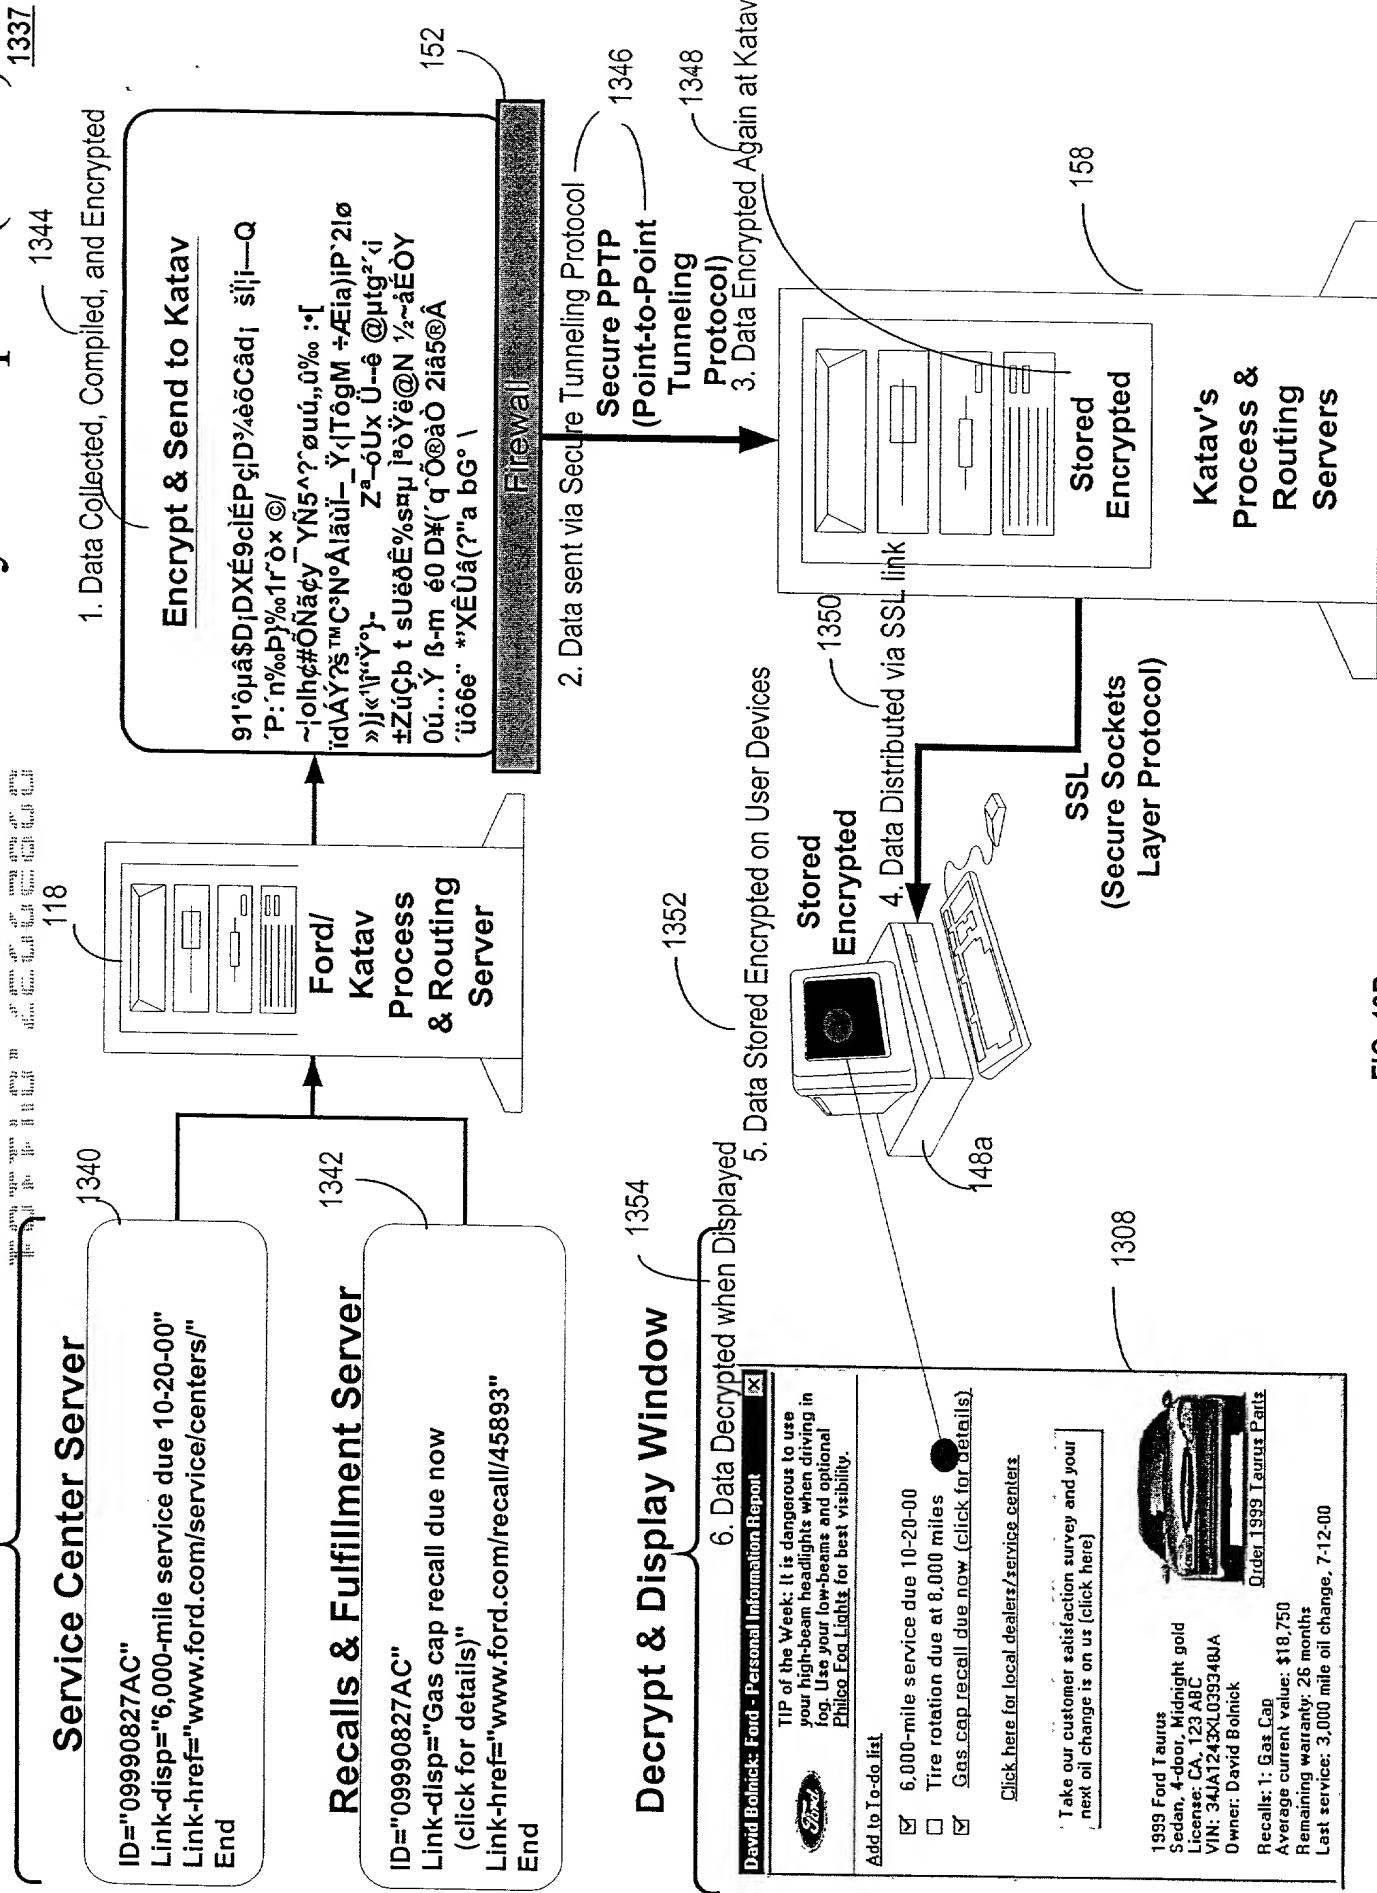 1337
Service Center Server
1340
ID="09990827AC"
Link-disp="6,000-mile service due 10-20-00"
Link-href="www.ford.com/service/centers/"
End
Recalls & Fulfillment Server
1342
ID="09990827AC"
Link-disp="Gas cap recall due now
(click for details)"
Link-href="www.ford.com/recall/45893"
End
118
Ford/
Katav
Process
& Routing
Server
1344
1. Data Collected, Compiled, and Encrypted
Encrypt & Send to Katav
152
Firewall
2. Data sent via Secure Tunneling Protocol
1346
Secure PPTP
(Point-to-Point
Tunneling
Protocol)
1348
3. Data Encrypted Again at Katav
158
Stored
Encrypted
Katav's
Process &
Routing
Servers
1350
4. Data Distributed via SSL link
SSL
(Secure Sockets
Layer Protocol)
1352
5. Data Stored Encrypted on User Devices
Stored
Encrypted
148a
Decrypt & Display Window
1354
6. Data Decrypted when Displayed
1308
David Bolnick: Ford - Personal Information Report
Ford
TIP of the Week: It is dangerous to use
your high-beam headlights when driving in
fog. Use your low-beams and optional
Philco Fog Lights for best visibility.
Add to To-do list
6,000-mile service due 10-20-00
Tire rotation due at 8,000 miles
Gas cap recall due now (click for details)
Click here for local dealers/service centers
Take our customer satisfaction survey and your
next oil change is on us (click here)
1999 Ford Taurus
Sedan, 4-door, Midnight gold
License: CA, 123 ABC
VIN: 34JA1243XL039348JA
Owner: David Bolnick
Order 1999 Taurus Parts
Recalls: 1: Gas Cap
Average current value: $18,750
Remaining warranty: 26 months
Last service: 3,000 mile oil change, 7-12-00